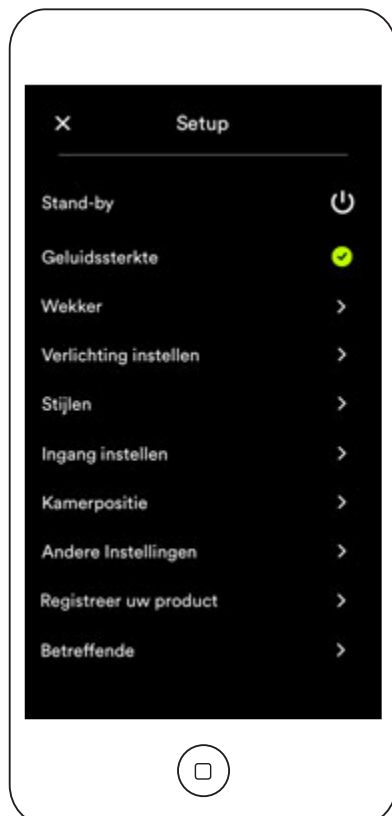 Setup
Stand-by
Geluidssterkte
Wekker
Verlichting instellen
Stijlen
Ingang instellen
Kamerpositie
Andere Instellingen
Registreer uw product
Betreffende